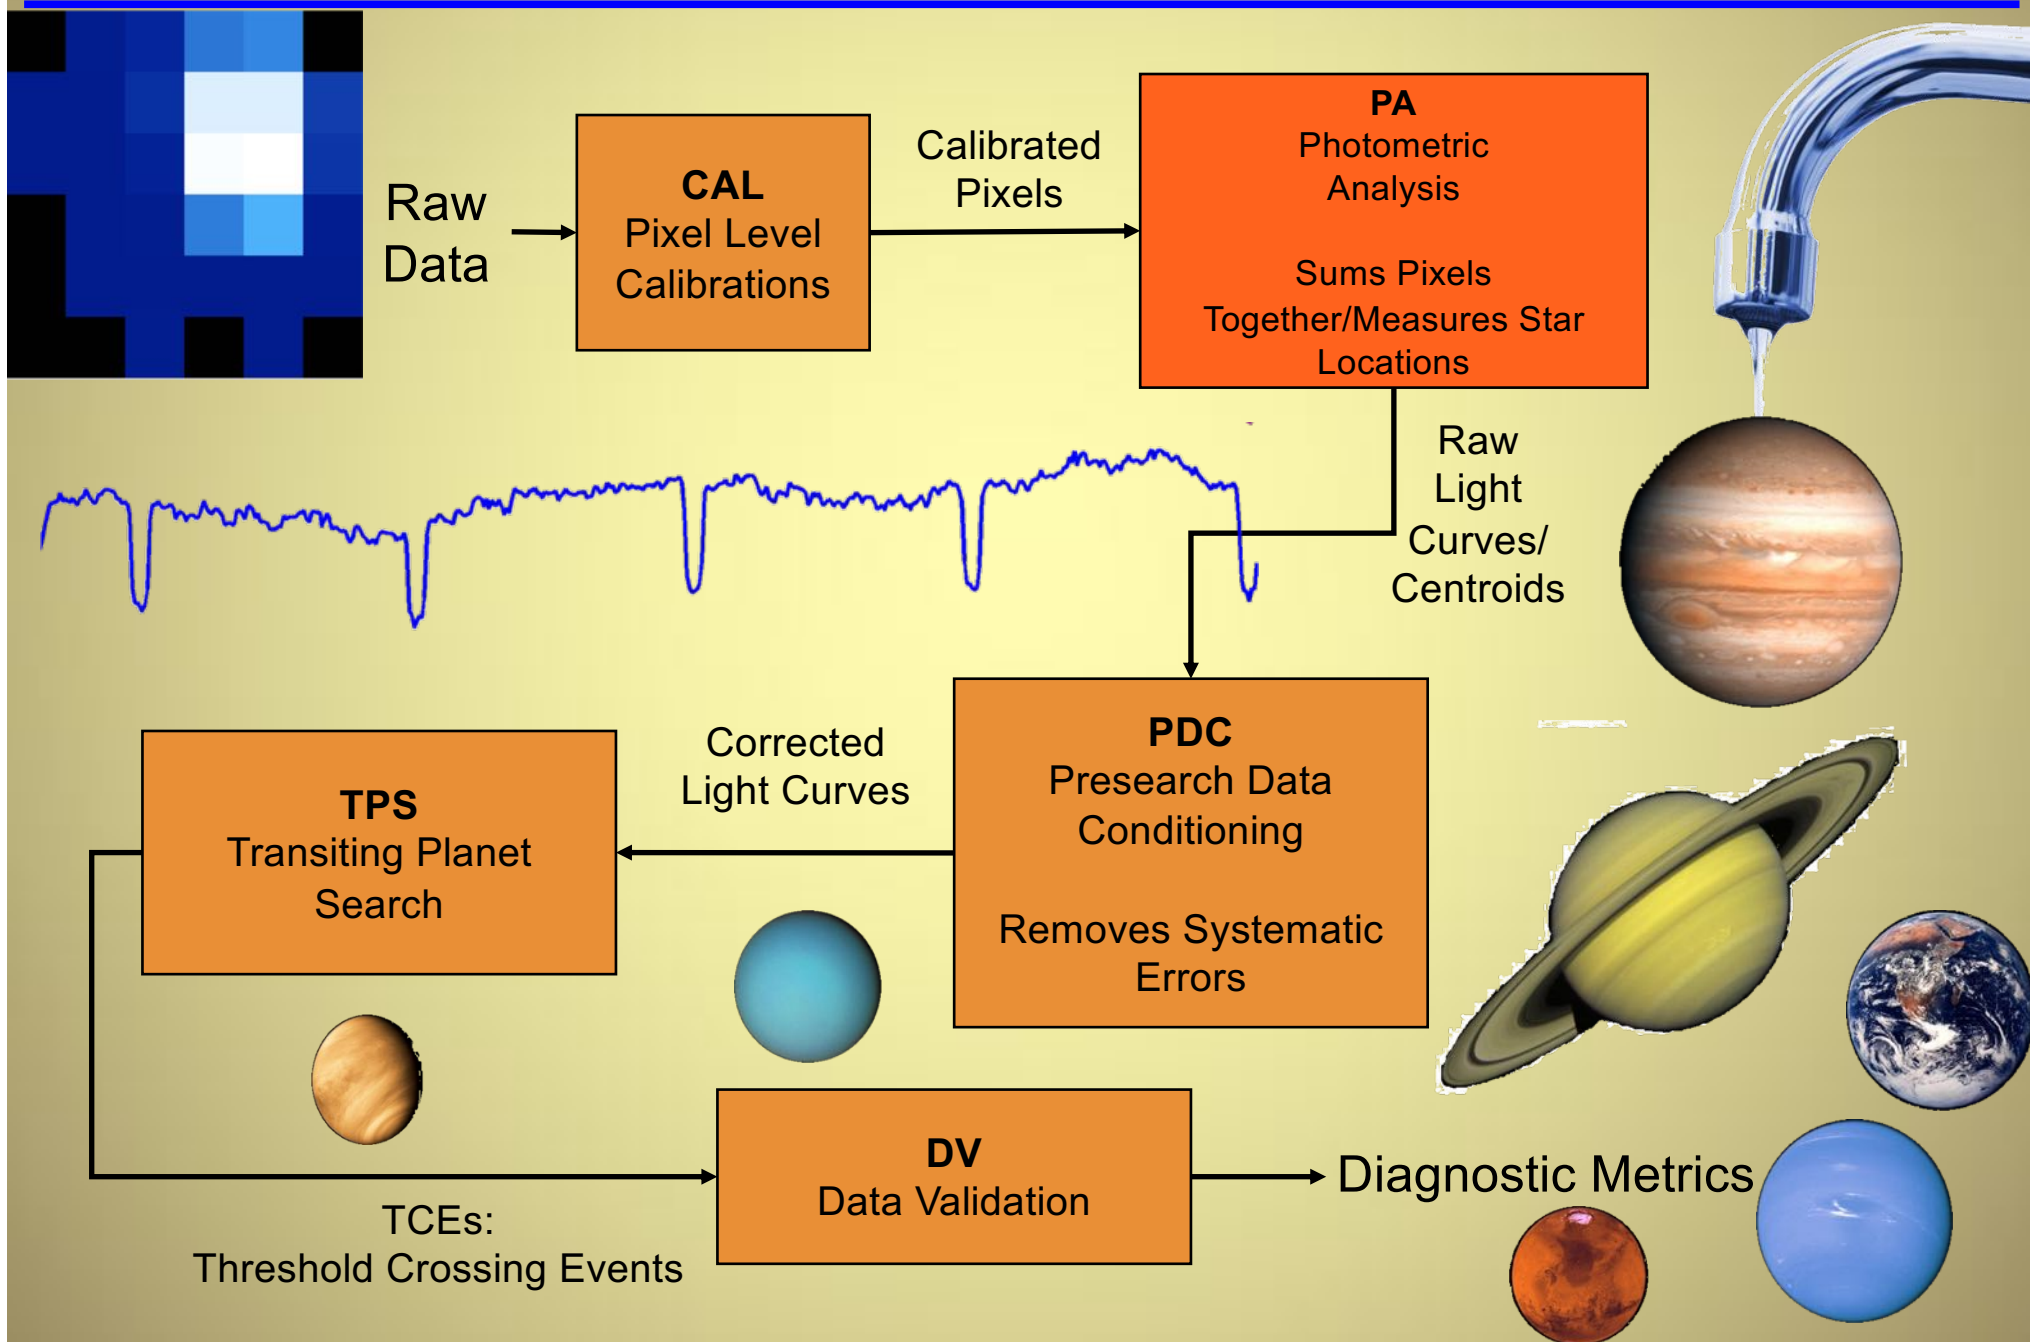 Raw
Data
CAL
Pixel Level
Calibrations
Calibrated
Pixels
PA
Photometric
Analysis
Sums Pixels
Together/Measures Star
Locations
Raw
Light
Curves/
Centroids
PDC
Presearch Data
Conditioning
Removes Systematic
Errors
Corrected
Light Curves
TPS
Transiting Planet
Search
TCEs:
Threshold Crossing Events
DV
Data Validation
Diagnostic Metrics